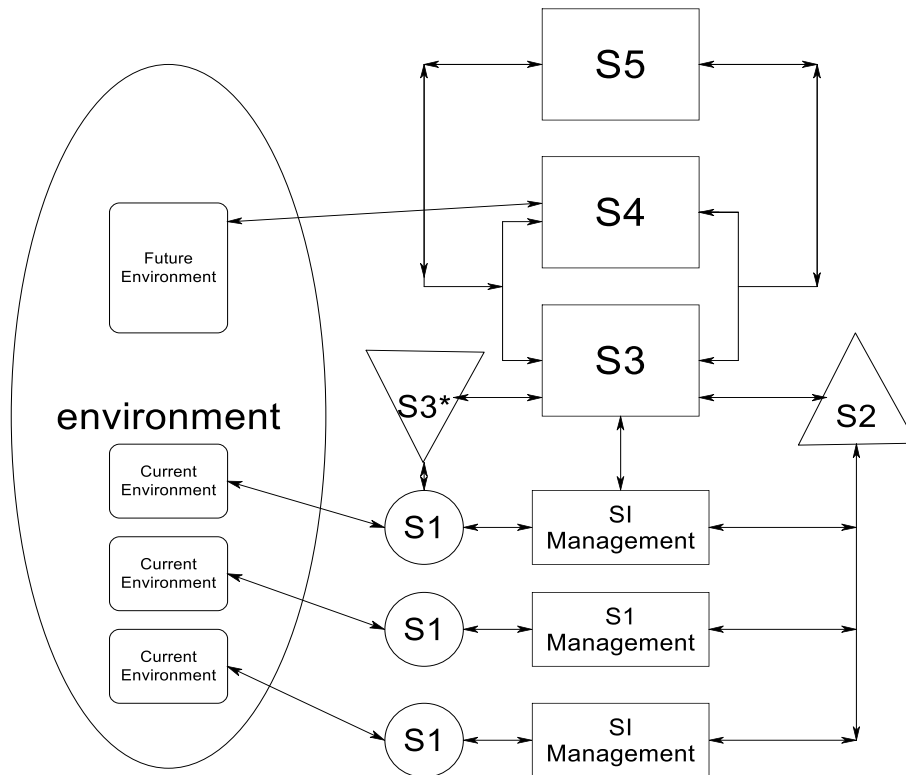 S5
S4
Future
Environment
S3
S3*
S2
environment
Current
Environment
S1
SI
Management
Current
Environment
S1
S1
Management
Current
Environment
S1
SI
Management